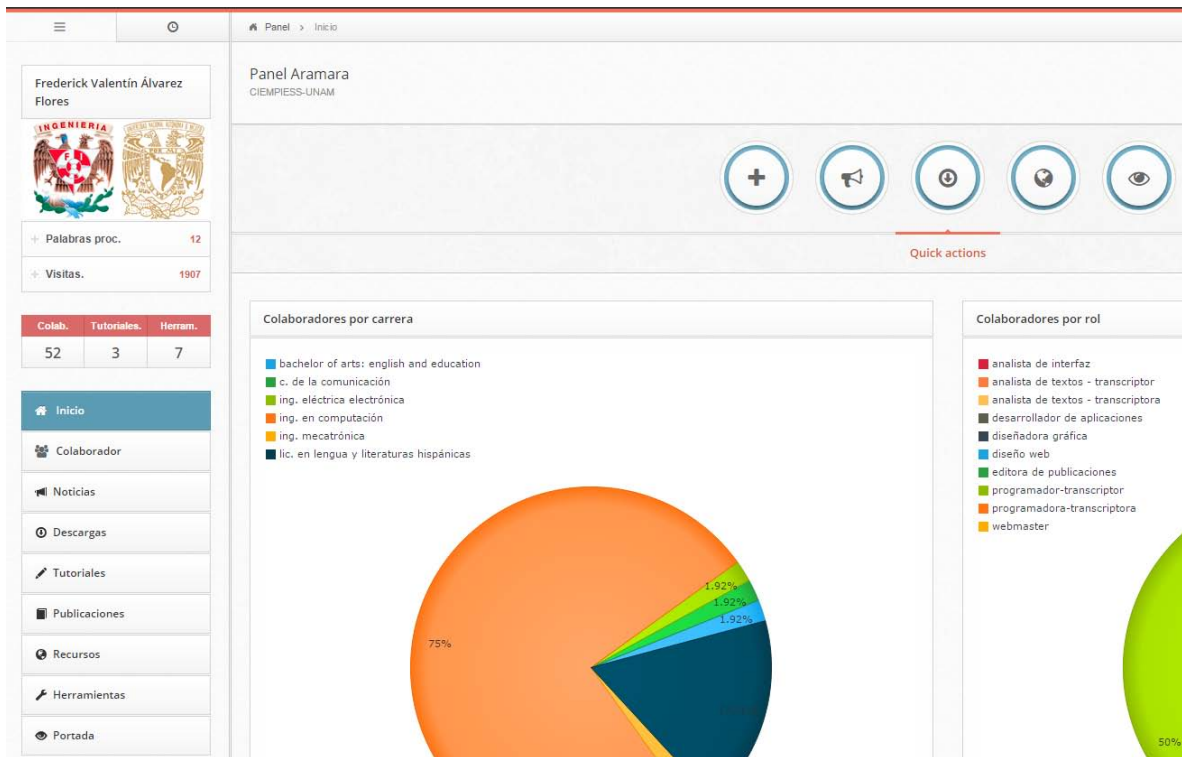 Panel > Inicio
Frederick Valentín Álvarez
Flores
INGENIERIA
Palabras proc. 12
Visitas. 1907
Colab. Tutoriales. Herram.
52 3 7
Inicio
Colaborador
Noticias
Descargas
Tutoriales
Publicaciones
Recursos
Herramientas
Portada
Panel Aramara
CIEMPIESS-UNAM
Quick actions
Colaboradores por carrera
bachelor of arts: english and education
c. de la comunicación
ing. eléctrica electrónica
ing. en computación
ing. mecatrónica
lic. en lengua y literaturas hispánicas
1.92%
1.92%
1.92%
75%
Colaboradores por rol
analista de interfaz
analista de textos - transcriptor
analista de textos - transcriptora
desarrollador de aplicaciones
diseñadora gráfica
diseño web
editora de publicaciones
programador-transcriptor
programadora-transcriptora
webmaster
50%